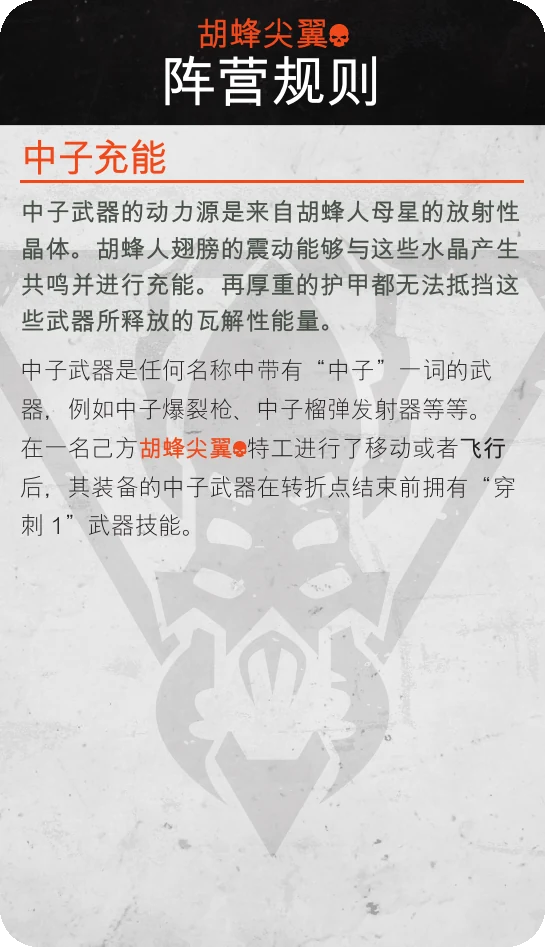 胡蜂尖翼
阵营规则
中子充能
中子武器的动力源是来自胡蜂人母星的放射性
晶体。胡蜂人翅膀的震动能够与这些水晶产生
共鸣并进行充能。再厚重的护甲都无法抵挡这
些武器所释放的瓦解性能量。
中子武器是任何名称中带有“中子”一词的武
器，例如中子爆裂枪、中子榴弹发射器等等。
在一名己方胡蜂尖翼特工进行了移动或者飞行
后，其装备的中子武器在转折点结束前拥有“穿
刺 1”武器技能。